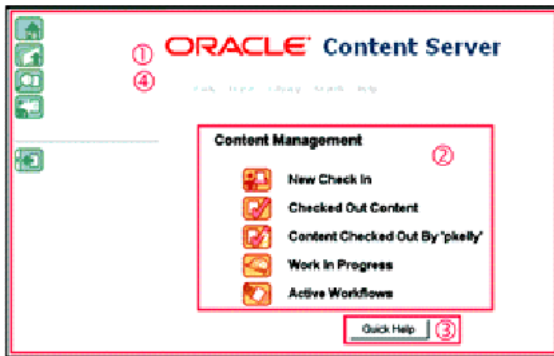 ①
ORACLE Content Server
④
Content Management
②
New Check In
Checked Out Content
Content Checked Out By "pkelly"
Work In Progress
Active Workflows
Quick Help
③